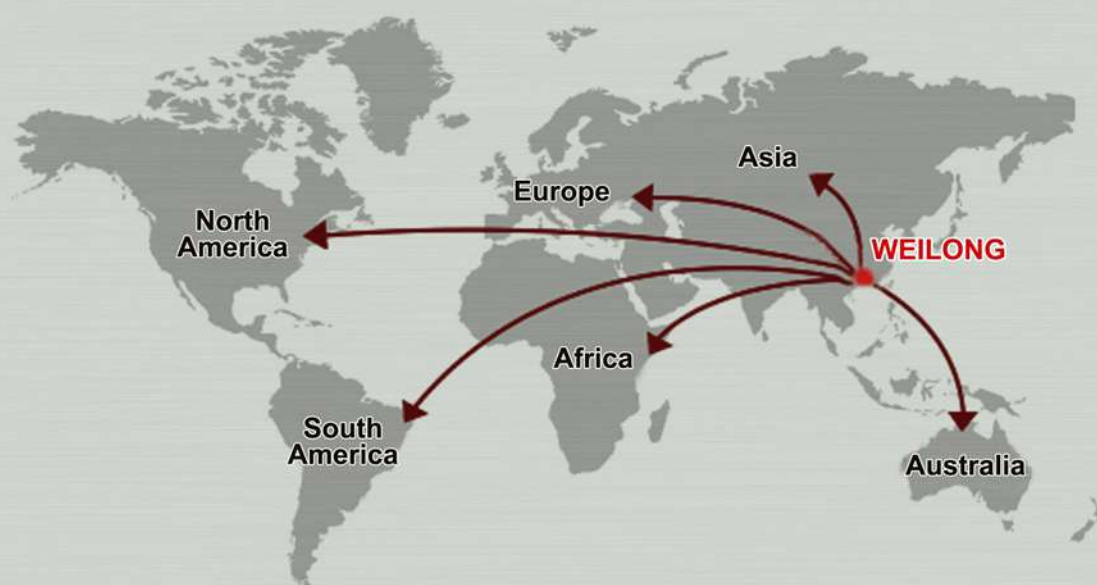 Asia
Europe
North
America
WEILONG
Africa
South
America
Australia